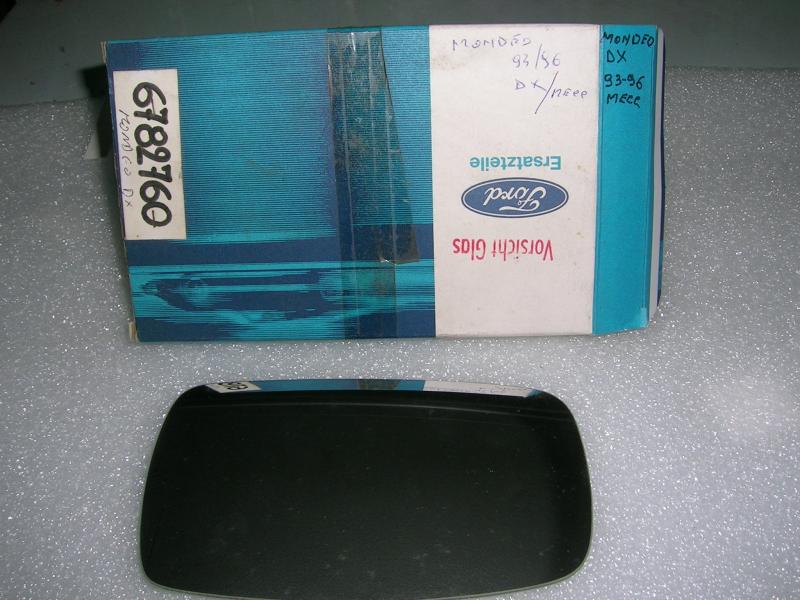 6782760
MONDEO DX
MONDEO
93/96
DX/MECC
MONDEO
DX
93-96
MECC
Ersatzteile
Ford
Vorsicht Glas